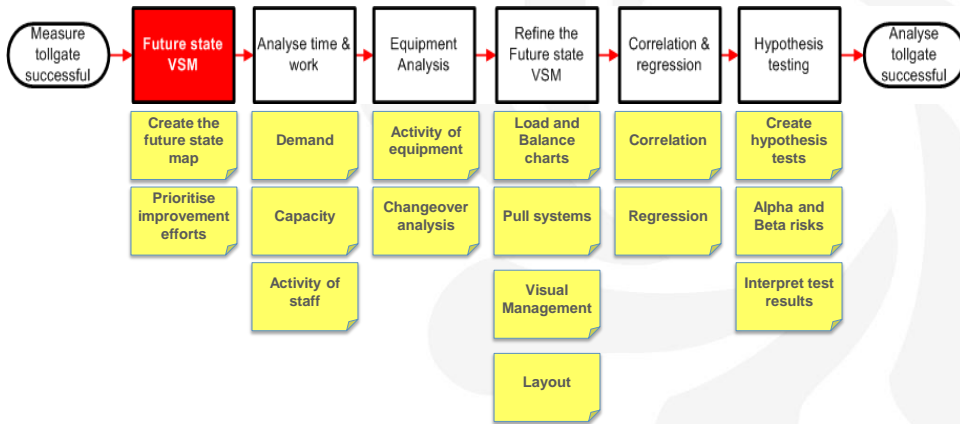 Measure
tollgate
successful
Future state
VSM
Analyse time &
work
Equipment
Analysis
Refine the
Future state
VSM
Correlation &
regression
Hypothesis
testing
Analyse
tollgate
successful
Create the
future state
map
Prioritise
improvement
efforts
Demand
Capacity
Activity of
staff
Activity of
equipment
Changeover
analysis
Load and
Balance
charts
Pull systems
Visual
Management
Layout
Correlation
Regression
Create
hypothesis
tests
Alpha and
Beta risks
Interpret test
results